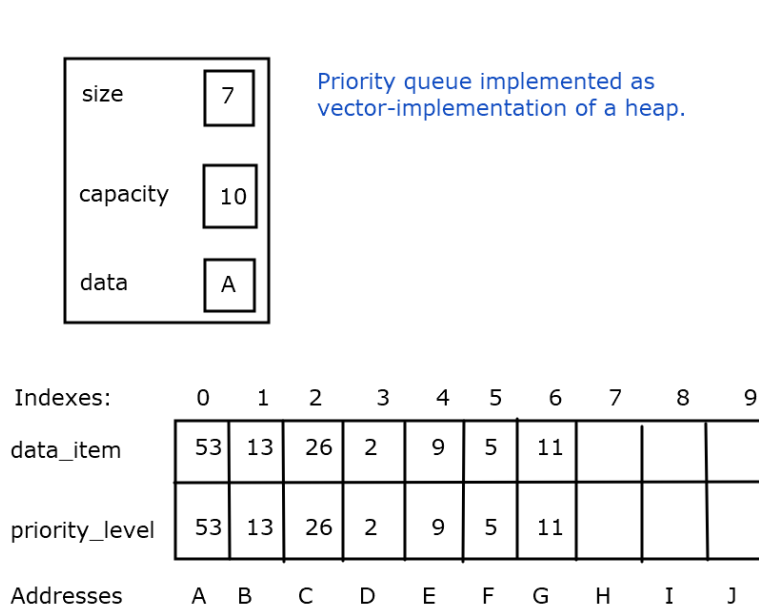 size 7
Priority queue implemented as
vector-implementation of a heap.
capacity 10
data A
Indexes: 0 1 2 3 4 5 6 7 8 9
data_item 53 13 26 2 9 5 11
priority_level 53 13 26 2 9 5 11
Addresses A B C D E F G H I J